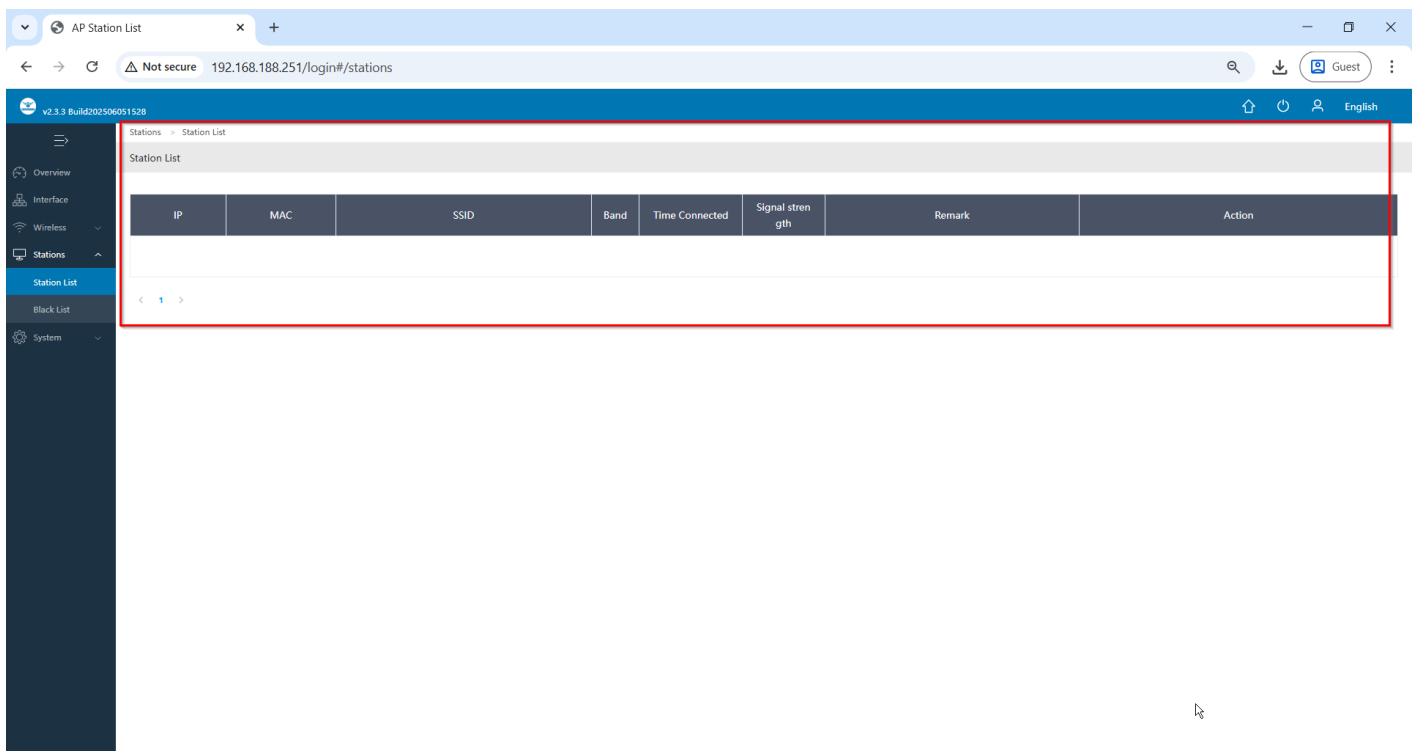 AP Station List
Not secure 192.168.188.251/login#/stations
Guest
v2.3.3 Build202506051528
English
Stations > Station List
Station List
Overview
Interface
Wireless
Stations
Station List
Black List
System
IP MAC SSID Band Time Connected Signal stren Remark Action
gth
< 1 >